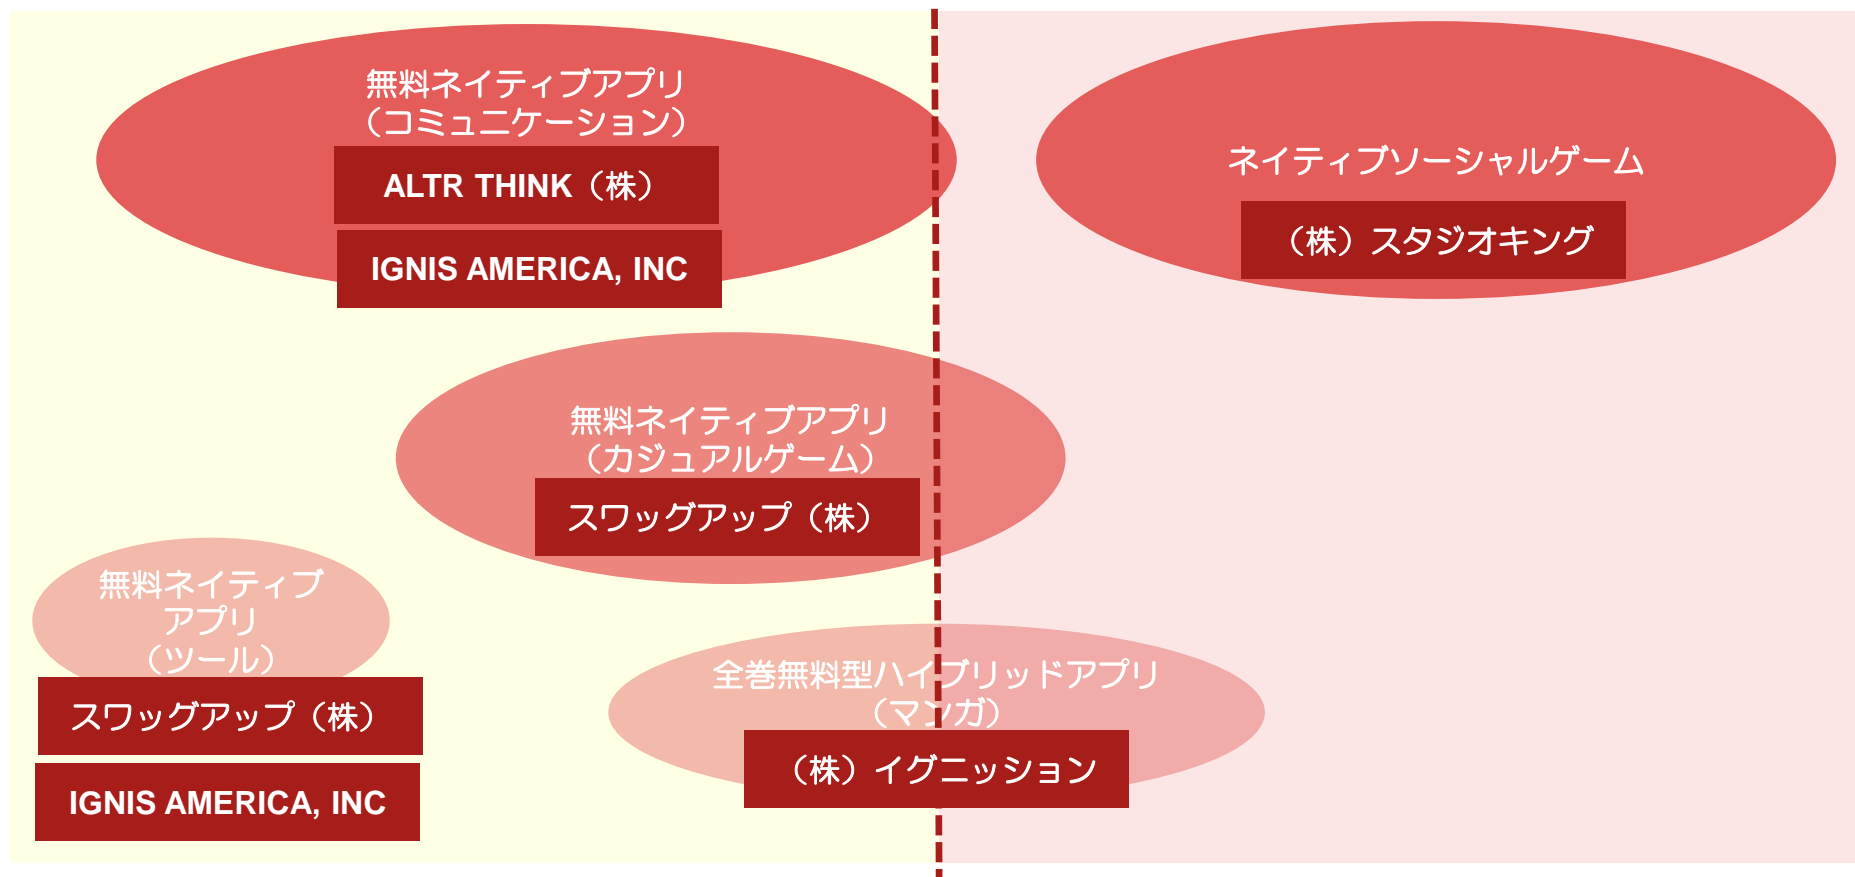 無料ネイティブアプリ
（コミュニケーション）
ALTR THINK（株）
IGNIS AMERICA, INC
ネイティブソーシャルゲーム
（株）スタジオキング
無料ネイティブアプリ
（カジュアルゲーム）
スワッグアップ（株）
無料ネイティブ
アプリ
（ツール）
スワッグアップ（株）
IGNIS AMERICA, INC
全巻無料型ハイブリッドアプリ
（マンガ）
（株）イグニッション